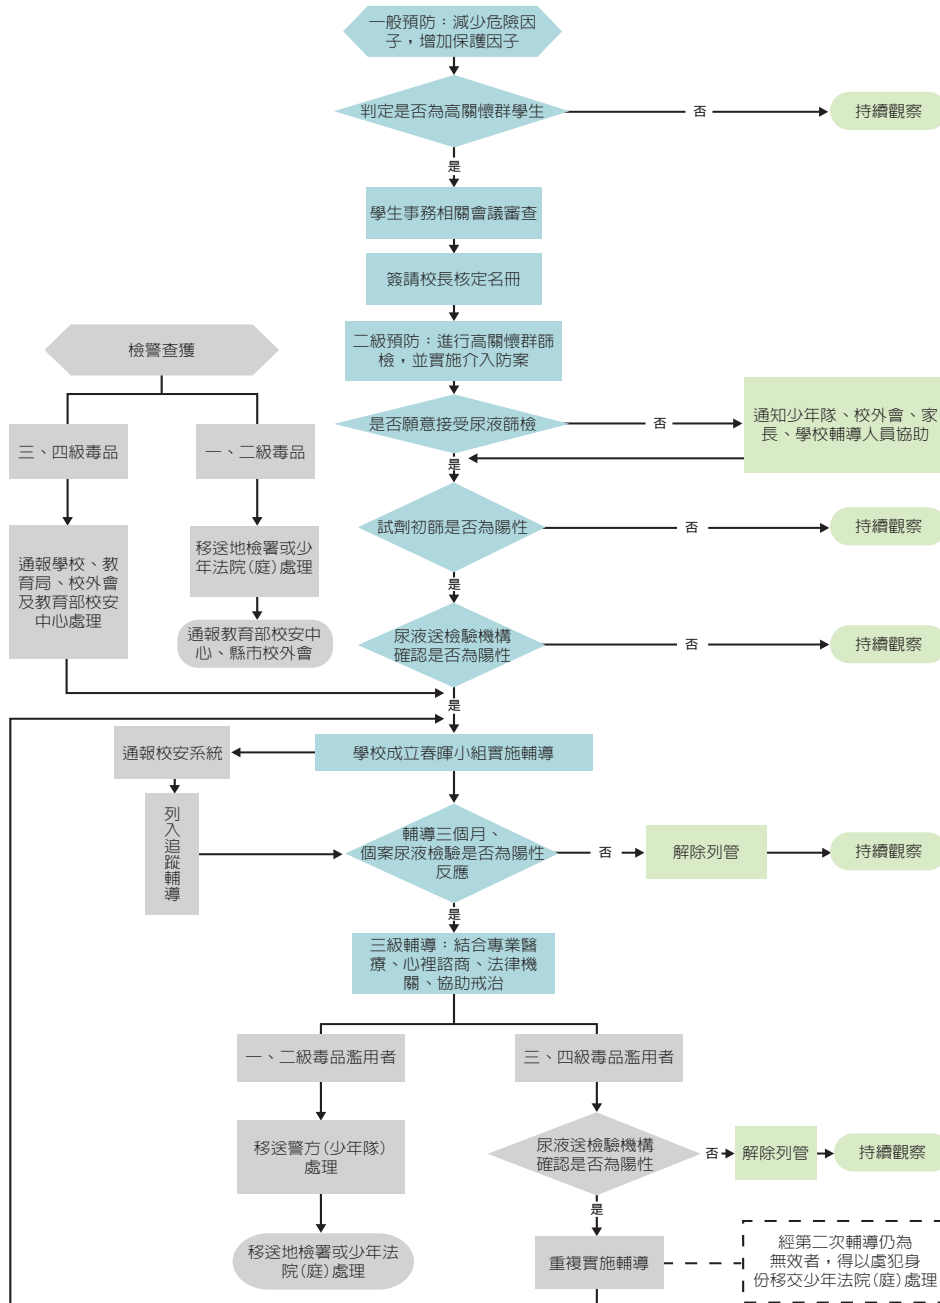 一般預防：減少危險因
子，增加保護因子
判定是否為高關懷群學生
否
持續觀察
是
學生事務相關會議審查
簽請校長核定名冊
二級預防：進行高關懷群篩
檢，並實施介入防案
檢警查獲
是否願意接受尿液篩檢
否
通知少年隊、校外會、家
長、學校輔導人員協助
三、四級毒品
一、二級毒品
是
試劑初篩是否為陽性
否
持續觀察
通報學校、教
育局、校外會
及教育部校安
中心處理
移送地檢署或少
年法院(庭)處理
是
通報教育部校安中
心、縣市校外會
尿液送檢驗機構
確認是否為陽性
否
持續觀察
是
通報校安系統
學校成立春暉小組實施輔導
列入追蹤輔導
輔導三個月、
個案尿液檢驗是否為陽性
反應
否
解除列管
持續觀察
是
三級輔導：結合專業醫
療、心裡諮商、法律機
關、協助戒治
一、二級毒品濫用者
三、四級毒品濫用者
移送警方(少年隊)
處理
尿液送檢驗機構
確認是否為陽性
否
解除列管
持續觀察
是
移送地檢署或少年法
院(庭)處理
重複實施輔導
經第二次輔導仍為
無效者，得以虞犯身
份移交少年法院(庭)處理